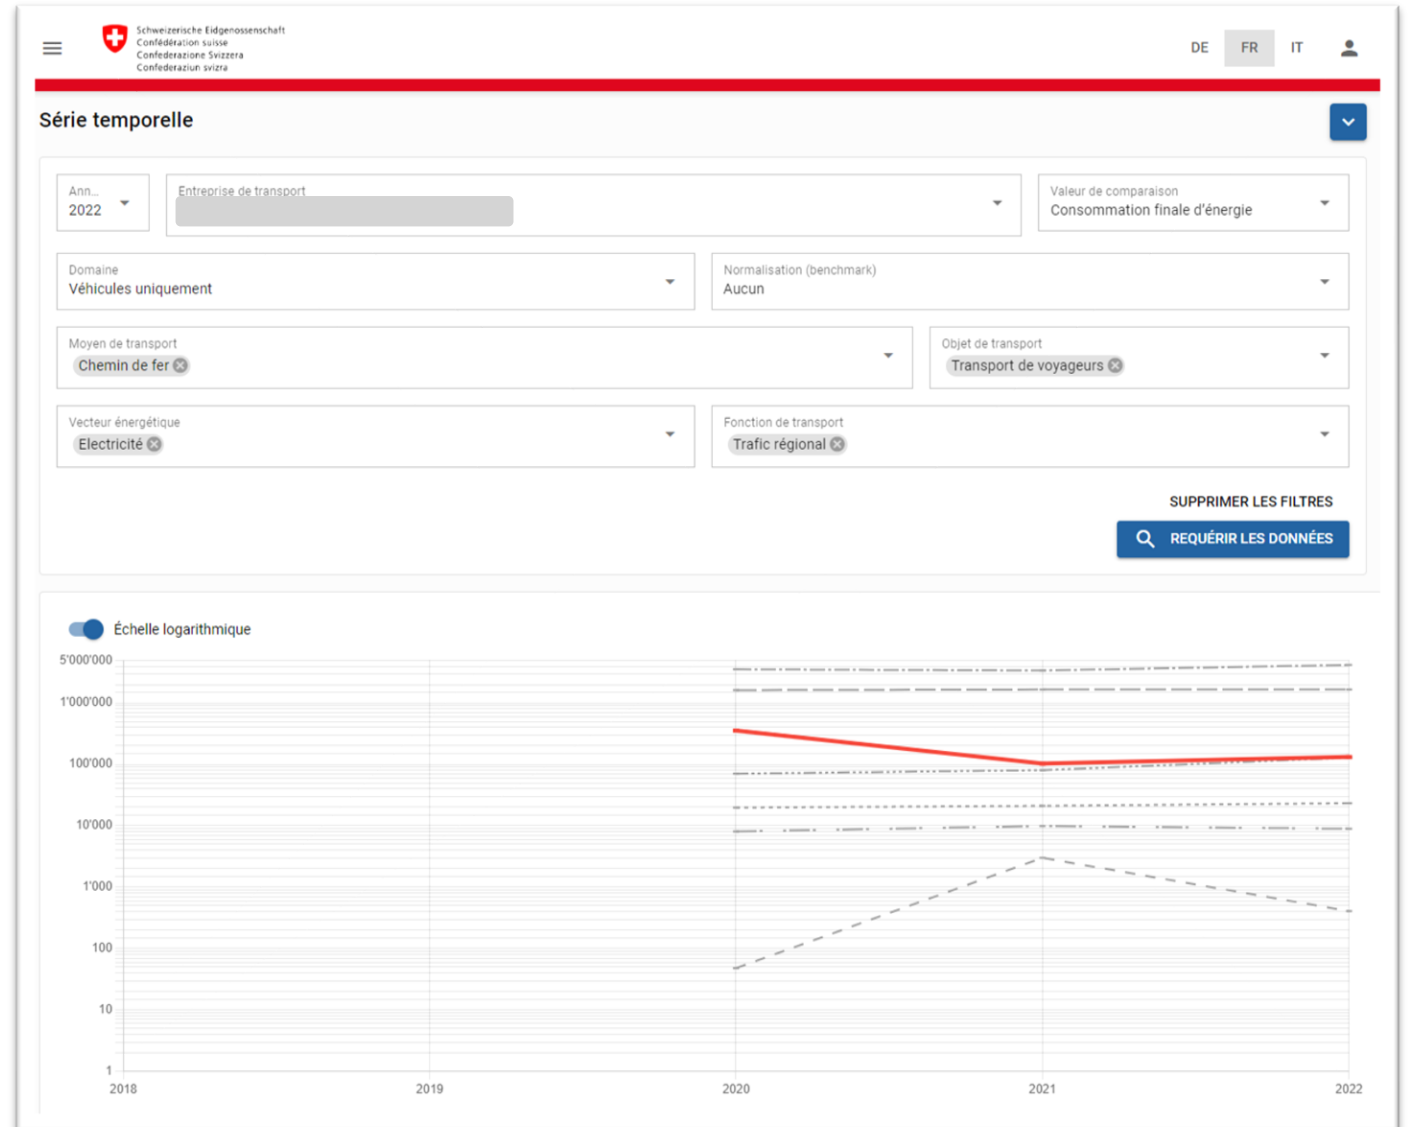 Schweizerische Eidgenossenschaft
Confédération suisse
Confederazione Svizzera
Confederaziun svizra
DE FR IT
Série temporelle
Ann...
2022
Entreprise de transport
Valeur de comparaison
Consommation finale d'énergie
Domaine
Véhicules uniquement
Normalisation (benchmark)
Aucun
Moyen de transport
Chemin de fer
Objet de transport
Transport de voyageurs
Vecteur énergétique
Electricité
Fonction de transport
Trafic régional
SUPPRIMER LES FILTRES
REQUÉRIR LES DONNÉES
Échelle logarithmique
5'000'000
1'000'000
100'000
10'000
1'000
100
10
1
2018 2019 2020 2021 2022